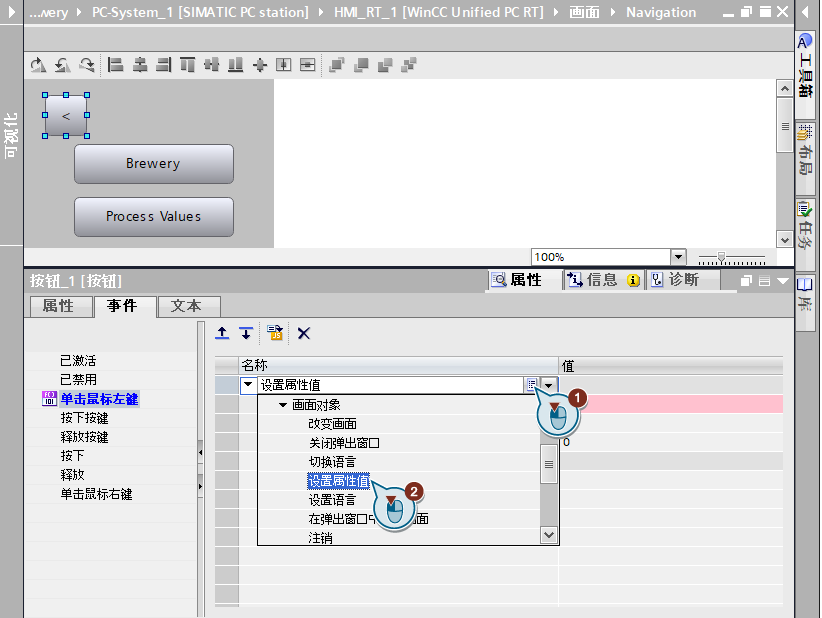 ...wery ▸ PC-System_1 [SIMATIC PC station] ▸ HMI_RT_1 [WinCC Unified PC RT] ▸ 画面 ▸ Navigation
可视化
<
Brewery
Process Values
100%
工具箱
布局
任务
库
按钮_1 [按钮]
属性
信息
诊断
属性
事件
文本
已激活
已禁用
单击鼠标左键
按下按键
释放按键
按下
释放
单击鼠标右键
名称
值
设置属性值
画面对象
改变画面
关闭弹出窗口
0
切换语言
设置属性值
设置语言
在弹出窗口中 画面
注销
1
2